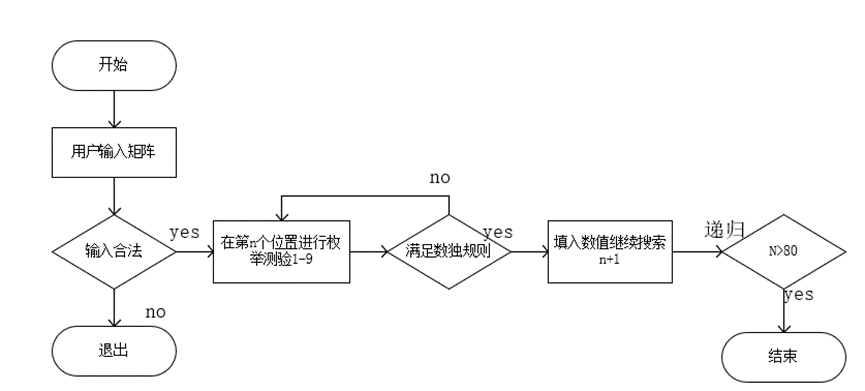 开始
用户输入矩阵
输入合法
yes
no
退出
在第n个位置进行枚
举测验1-9
no
满足数独规则
yes
填入数值继续搜索
n+1
递归
N>80
yes
结束